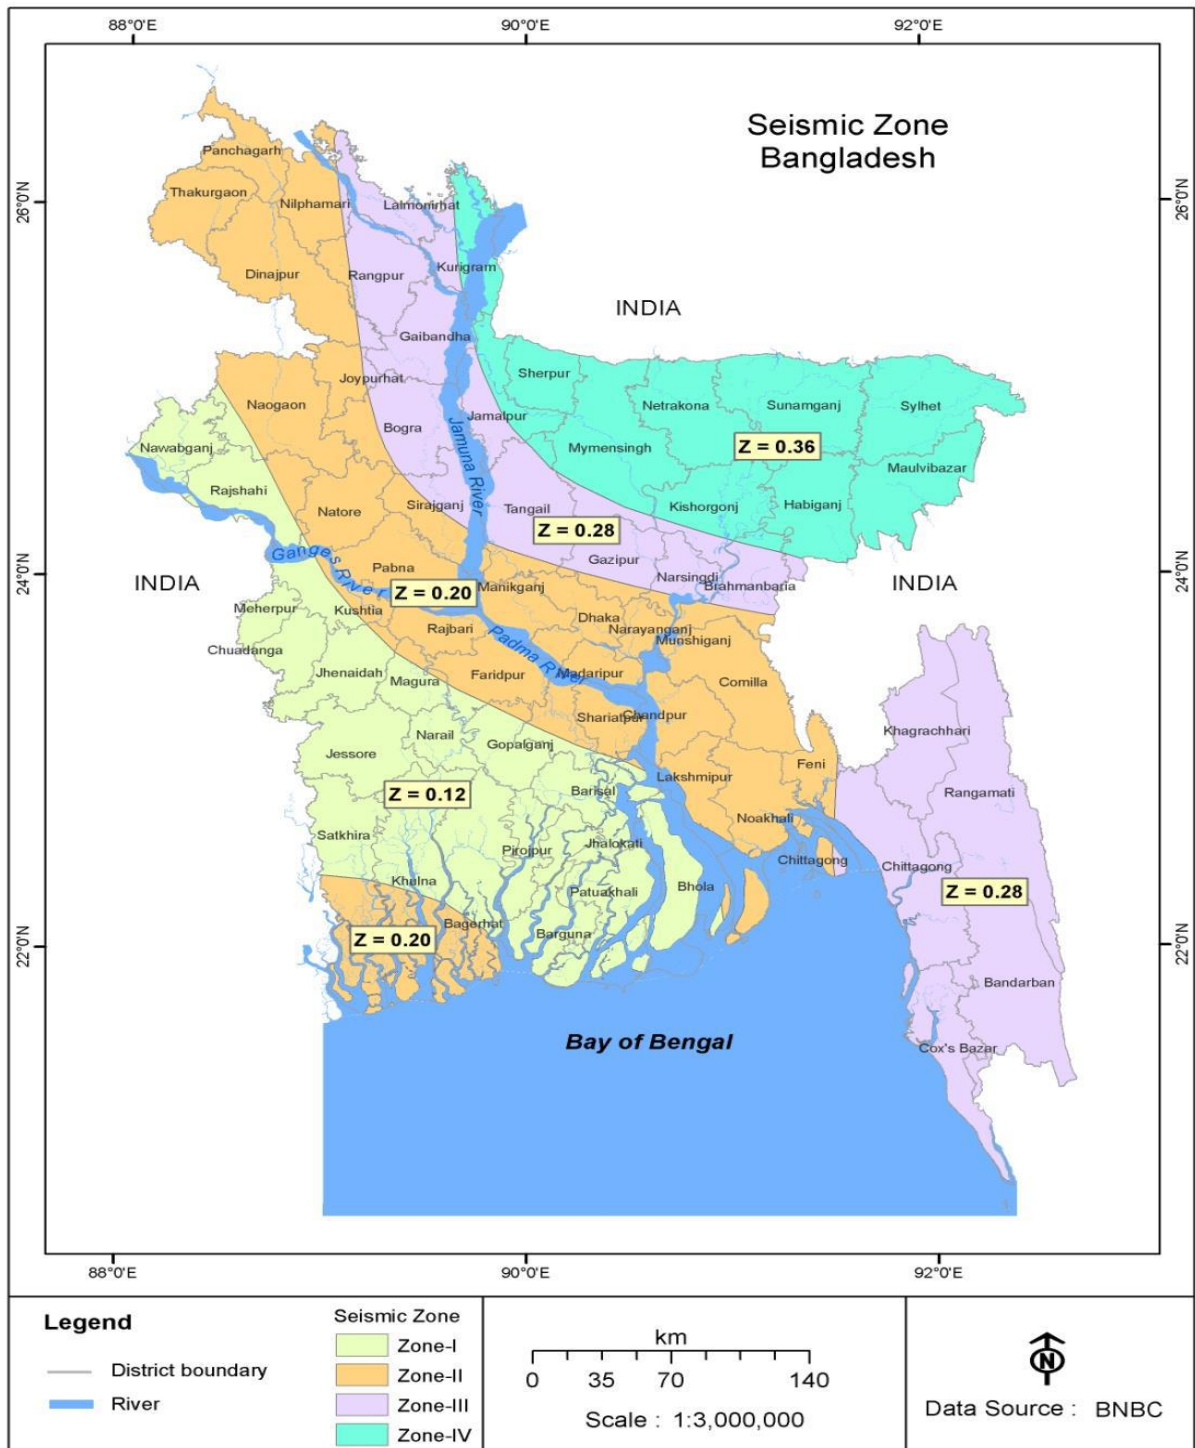 88°0'E
90°0'E
92°0'E
Seismic Zone
Bangladesh
26°0'N
26°0'N
Panchagarh
Thakurgaon
Nilphamari
Lalmonirhat
Dinajpur
Rangpur
Kurigram
INDIA
Gaibandha
Joypurhat
Sherpur
Naogaon
Jamalpur
Netrakona
Sunamganj
Sylhet
Bogra
Jamuna River
Mymensingh
Z = 0.36
Nawabganj
Maulvibazar
Rajshahi
Natore
Sirajganj
Tangail
Kishorgonj
Habiganj
Z = 0.28
Ganges River
Gazipur
24°0'N
24°0'N
INDIA
INDIA
Pabna
Narsingdi
Brahmanbaria
Z = 0.20
Manikganj
Meherpur
Kushtia
Dhaka
Rajbari
Narayanganj
Munshiganj
Padma River
Chuadanga
Jhenaidah
Magura
Faridpur
Madaripur
Comilla
Shariatpur
Chandpur
Khagrachhari
Narail
Gopalganj
Jessore
Feni
Lakshmipur
Z = 0.12
Barisal
Rangamati
Noakhali
Satkhira
Pirojpur
Jhalokati
Chittagong
Chittagong
Khulna
Patuakhali
Bhola
Z = 0.28
Bagerhat
Barguna
Z = 0.20
22°0'N
22°0'N
Bandarban
Bay of Bengal
Cox's Bazar
88°0'E
90°0'E
92°0'E
Legend
District boundary
River
Seismic Zone
Zone-I
Zone-II
Zone-III
Zone-IV
km
0 35 70 140
Scale : 1:3,000,000
N
Data Source : BNBC